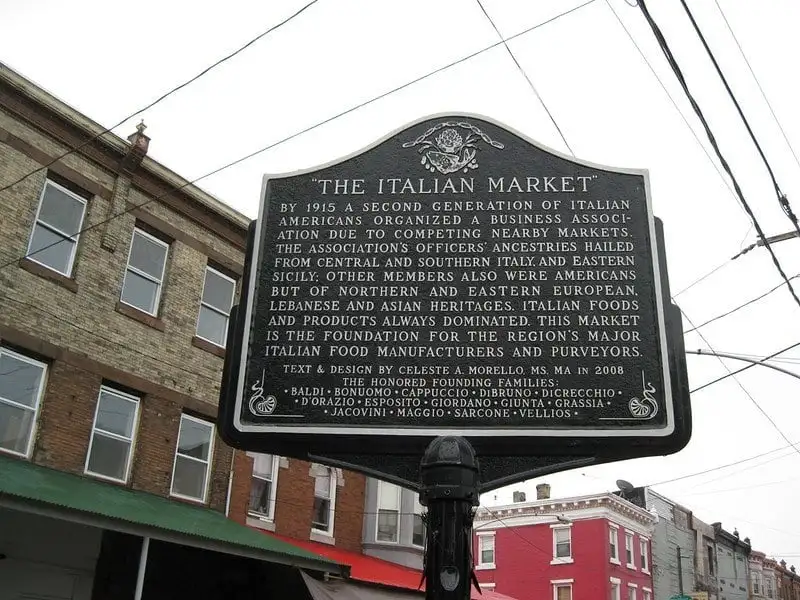 "THE ITALIAN MARKET"
BY 1915 A SECOND GENERATION OF ITALIAN
AMERICANS ORGANIZED A BUSINESS ASSOCI-
ATION DUE TO COMPETING NEARBY MARKETS.
THE ASSOCIATION'S OFFICERS' ANCESTRIES HAILED
FROM CENTRAL AND SOUTHERN ITALY, AND EASTERN
SICILY; OTHER MEMBERS ALSO WERE AMERICANS
BUT OF NORTHERN AND EASTERN EUROPEAN,
LEBANESE AND ASIAN HERITAGES. ITALIAN FOODS
AND PRODUCTS ALWAYS DOMINATED. THIS MARKET
IS THE FOUNDATION FOR THE REGION'S MAJOR
ITALIAN FOOD MANUFACTURERS AND PURVEYORS.
TEXT & DESIGN BY CELESTE A. MORELLO, MS, MA IN 2008
THE HONORED FOUNDING FAMILIES:
• BALDI • BONUOMO • CAPPUCCIO • DIBRUNO • DICRECCHIO •
• D'ORAZIO • ESPOSITO • GIORDANO • GIUNTA • GRASSIA •
• JACOVINI • MAGGIO • SARCONE • VELLIOS •